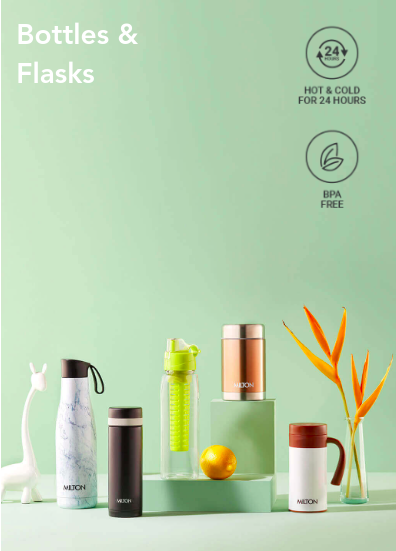 Bottles &
Flasks
24
HOURS
HOT & COLD
FOR 24 HOURS
BPA
FREE
MILTON
MILTON
MILTON
MILTON